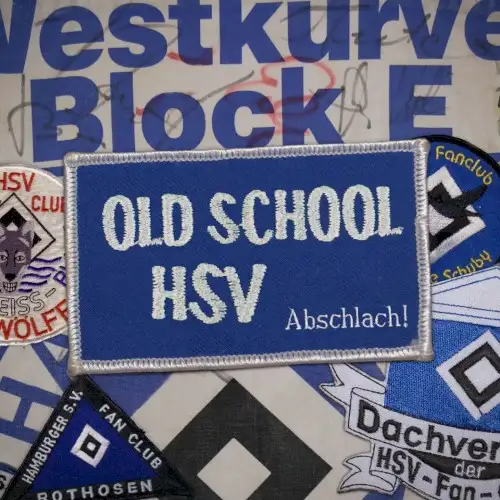 Westkurve
Block E
HSV
CLUB
WEISS-
WÖLFE
OLD SCHOOL
HSV
Abschlach!
Fanclub
Schuby
HAMBURGER S.V.
FAN CLUB
ROTHOSEN
Dachver
der
HSV-Fan-